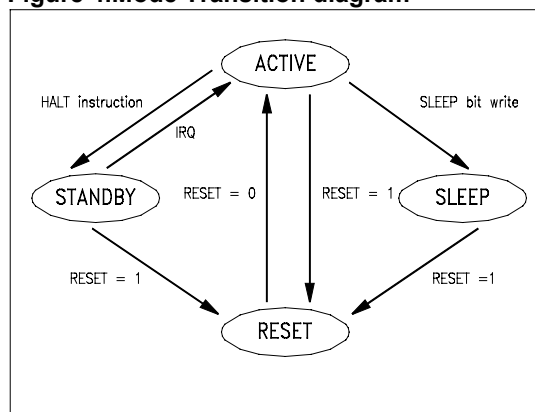 Figure 4.Mode Transition diagram
ACTIVE
HALT instruction
SLEEP bit write
IRQ
STANDBY
RESET = 0
RESET = 1
SLEEP
RESET = 1
RESET =1
RESET